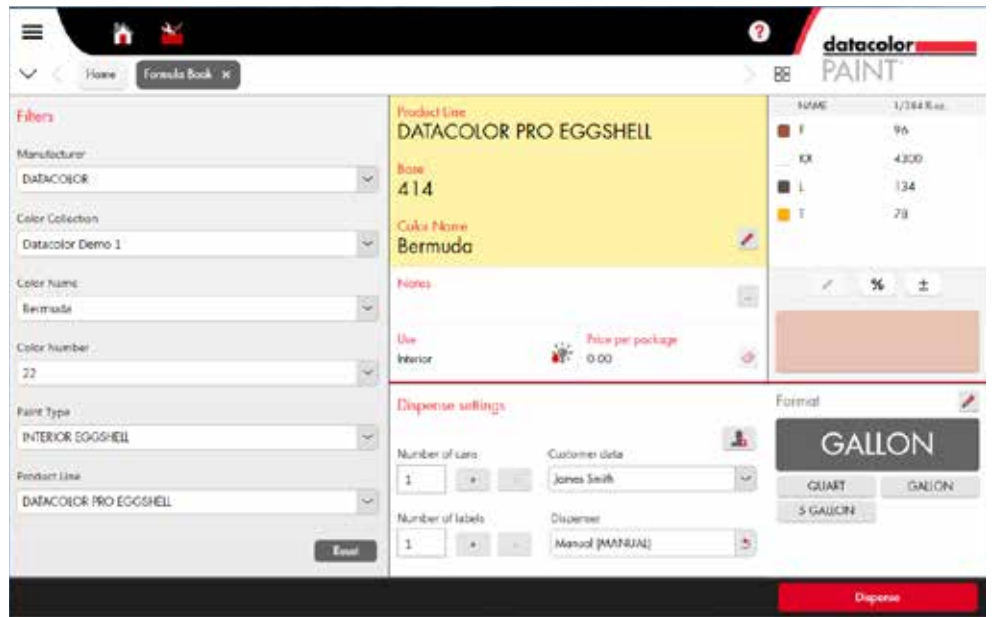 ?
datacolor
PAINT
Home
Formula Book ×
Filters
Manufacturer
DATACOLOR
Color Collection
Datacolor Demo 1
Color Name
Bermuda
Color Number
22
Paint Type
INTERIOR EGGSHELL
Product Line
DATACOLOR PRO EGGSHELL
Reset
Product Line
DATACOLOR PRO EGGSHELL
Base
414
Color Name
Bermuda
Notes
...
Use
Interior
Price per package
0.00
Dispense settings
Number of cans
1 + -
Customer data
James Smith
Number of labels
1 + -
Dispenser
Manual [MANUAL]
NAME 1/384 fl oz.
F 96
KX 4300
L 134
T 78
% ±
Format
GALLON
QUART GALLON
5 GALLON
Dispense